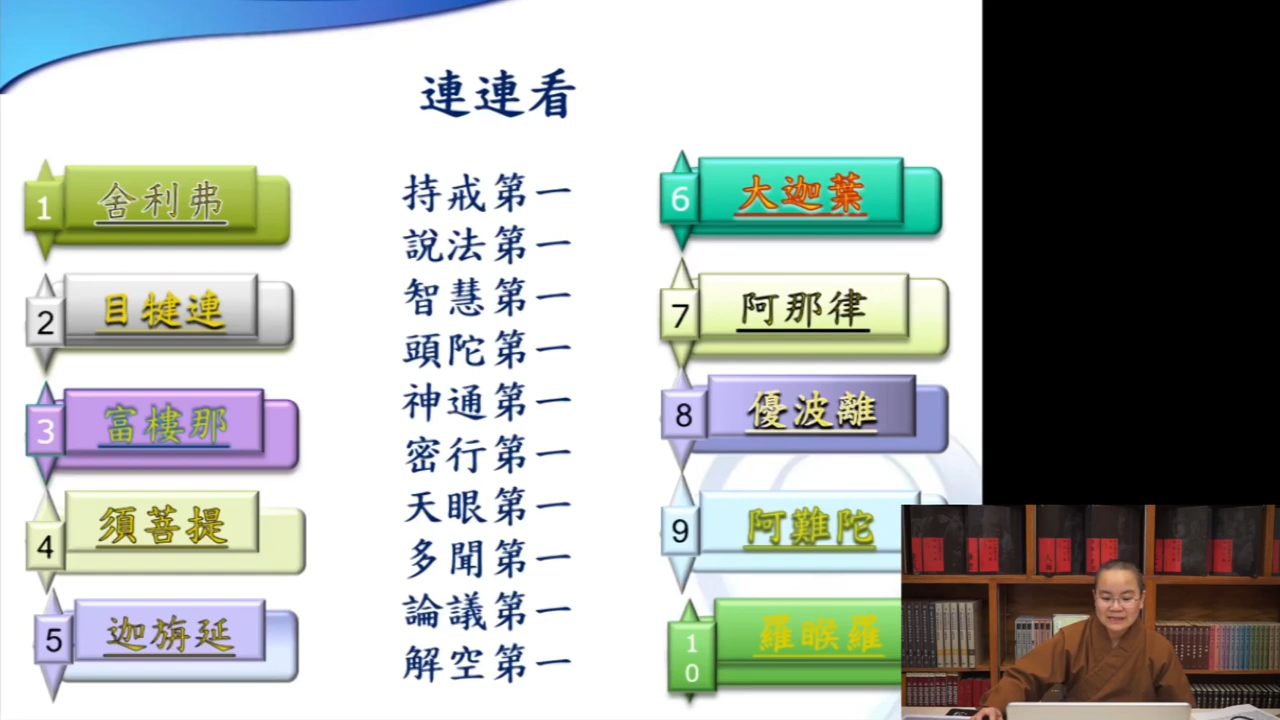 連連看
1 舍利弗
2 目犍連
3 富樓那
4 須菩提
5 迦旃延
持戒第一
說法第一
智慧第一
頭陀第一
神通第一
密行第一
天眼第一
多聞第一
論議第一
解空第一
6 大迦葉
7 阿那律
8 優波離
9 阿難陀
10 羅睺羅